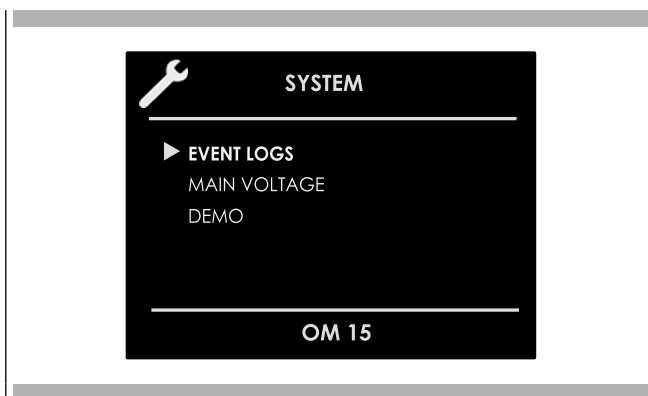 SYSTEM
EVENT LOGS
MAIN VOLTAGE
DEMO
OM 15